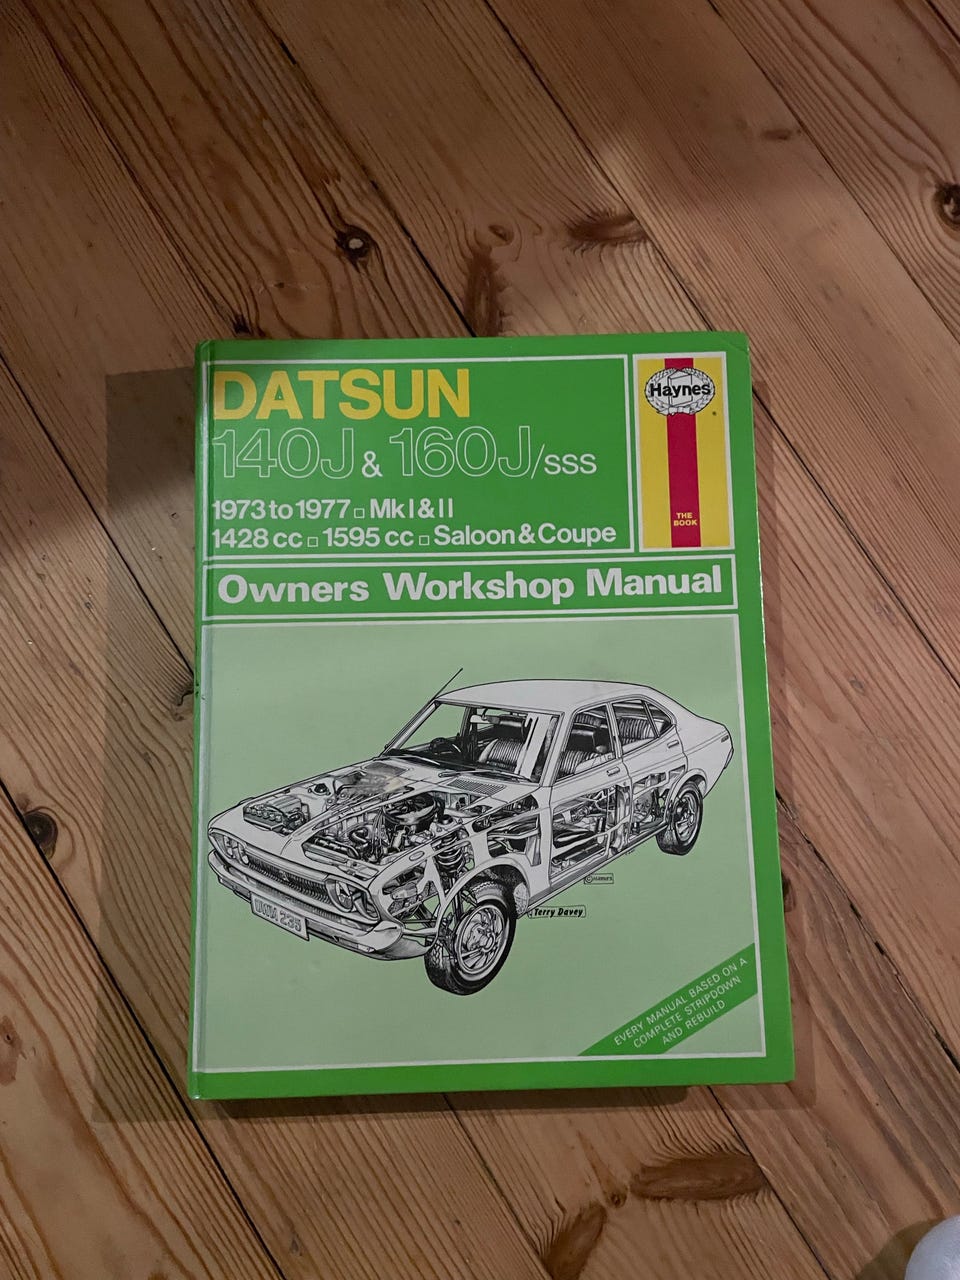 DATSUN
140J & 160J/SSS
1973 to 1977 □ Mk I & II
1428 cc □ 1595 cc □ Saloon & Coupe
Haynes
THE
BOOK
Owners Workshop Manual
© HAYNES
Terry Davey
EVERY MANUAL BASED ON A
COMPLETE STRIPDOWN
AND REBUILD